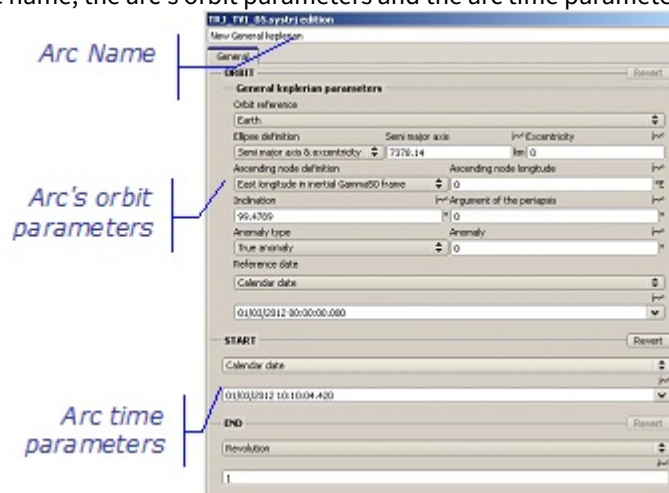 e name, the arc's orbit parameters and the arc time paramete
TRJ_TV1_05.systrj edition
Arc Name
New General keplerian
General
ORBIT Revert
General keplerian parameters
Orbit reference
Earth
Ellipse definition Semi major axis Excentricity
Semi major axis & excentricity 7378.14 km 0
Ascending node definition Ascending node longitude
Arc's orbit
parameters
East longitude in inertial Gamma50 frame 0 °E
Inclination Argument of the periapsis
99.4789 ° 0 °
Anomaly type Anomaly
True anomaly 0 °
Reference date
Calendar date
01/03/2012 00:00:00.000
START Revert
Calendar date
Arc time
parameters
01/03/2012 10:10:04.420
END Revert
Revolution
1